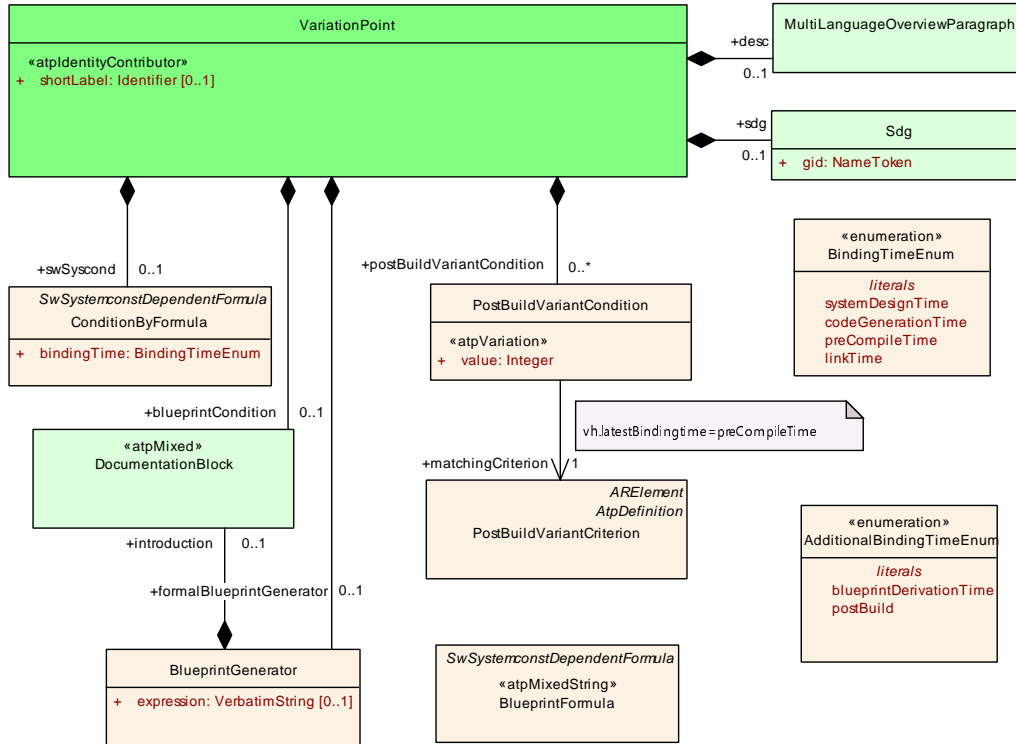 VariationPoint
«atpIdentityContributor»
+ shortLabel: Identifier [0..1]
+desc
0..1
MultiLanguageOverviewParagraph
+sdg
0..1
Sdg
+ gid: NameToken
+swSyscond
0..1
+postBuildVariantCondition
0..*
SwSystemconstDependentFormula
ConditionByFormula
+ bindingTime: BindingTimeEnum
PostBuildVariantCondition
«atpVariation»
+ value: Integer
«enumeration»
BindingTimeEnum
literals
systemDesignTime
codeGenerationTime
preCompileTime
linkTime
+blueprintCondition
0..1
vh.latestBindingtime=preCompileTime
«atpMixed»
DocumentationBlock
+matchingCriterion
1
ARElement
AtpDefinition
PostBuildVariantCriterion
+introduction
0..1
«enumeration»
AdditionalBindingTimeEnum
literals
blueprintDerivationTime
postBuild
+formalBlueprintGenerator
0..1
BlueprintGenerator
+ expression: VerbatimString [0..1]
SwSystemconstDependentFormula
«atpMixedString»
BlueprintFormula